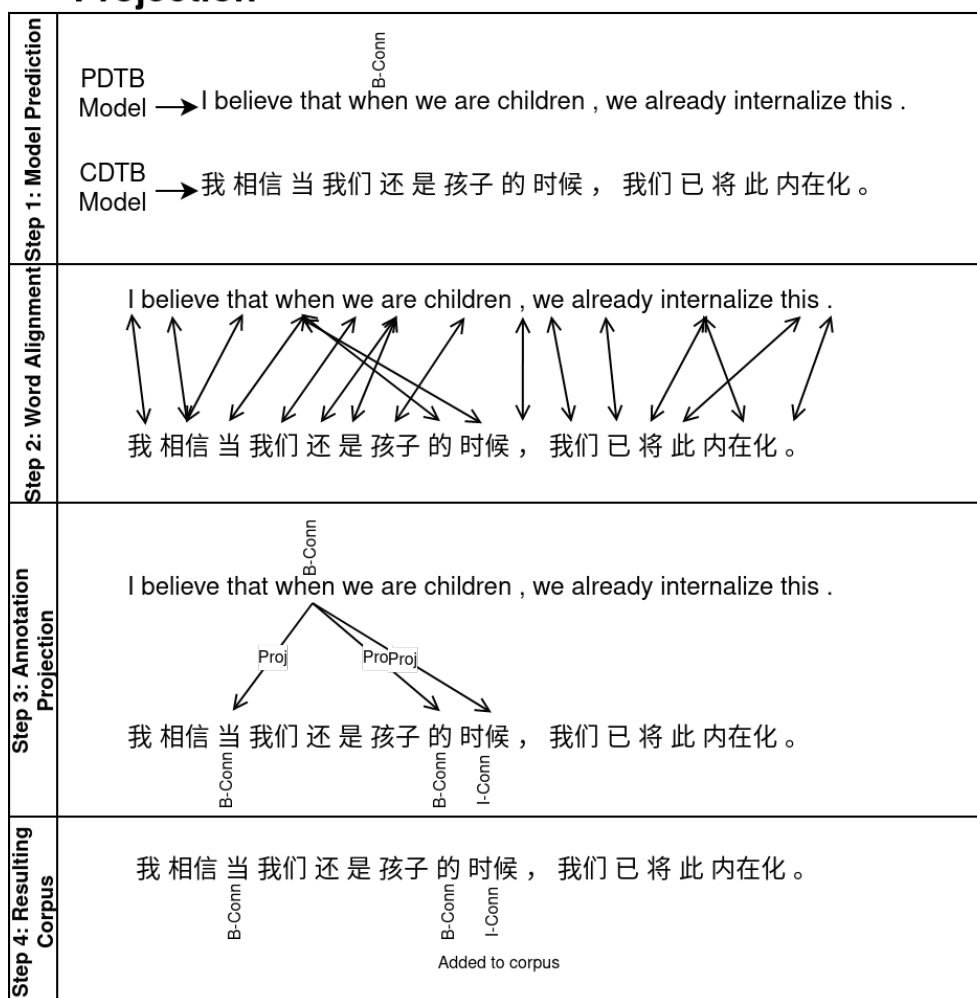 Projection
Step 1: Model Prediction
B-Conn
PDTB
Model
I believe that when we are children , we already internalize this .
CDTB
Model
我 相信 当 我们 还 是 孩子 的 时候 ， 我们 已 将 此 内在化 。
Step 2: Word Alignment
I believe that when we are children , we already internalize this .
我 相信 当 我们 还 是 孩子 的 时候 ， 我们 已 将 此 内在化 。
Step 3: Annotation
Projection
B-Conn
I believe that when we are children , we already internalize this .
Proj
Pro
Proj
我 相信 当 我们 还 是 孩子 的 时候 ， 我们 已 将 此 内在化 。
B-Conn
B-Conn
I-Conn
Step 4: Resulting
Corpus
我 相信 当 我们 还 是 孩子 的 时候 ， 我们 已 将 此 内在化 。
B-Conn
B-Conn
I-Conn
Added to corpus